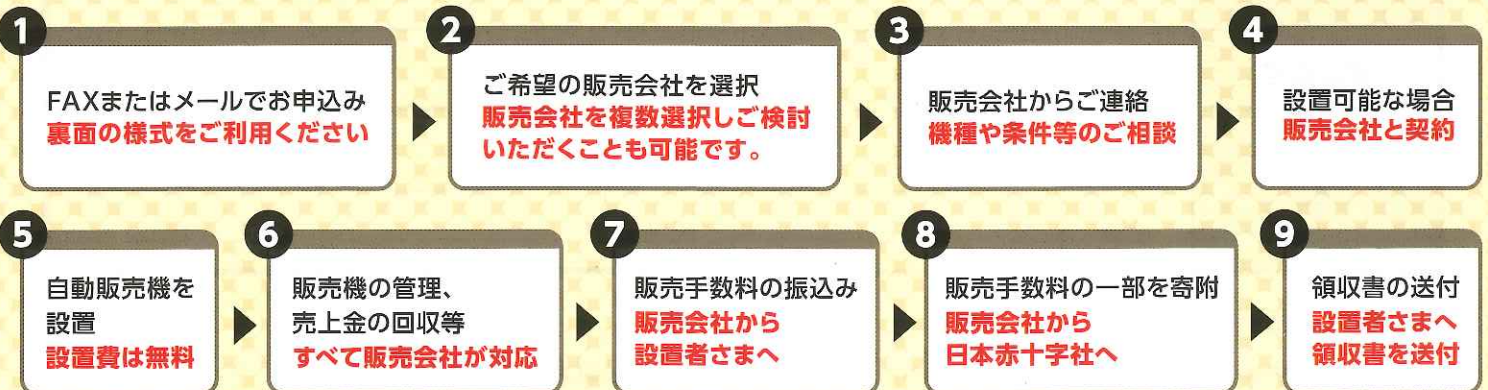 1
FAXまたはメールでお申込み
裏面の様式をご利用ください
2
ご希望の販売会社を選択
販売会社を複数選択しご検討
いただくことも可能です。
3
販売会社からご連絡
機種や条件等のご相談
4
設置可能な場合
販売会社と契約
5
自動販売機を
設置
設置費は無料
6
販売機の管理、
売上金の回収等
すべて販売会社が対応
7
販売手数料の振込み
販売会社から
設置者さまへ
8
販売手数料の一部を寄附
販売会社から
日本赤十字社へ
9
領収書の送付
設置者さまへ
領収書を送付